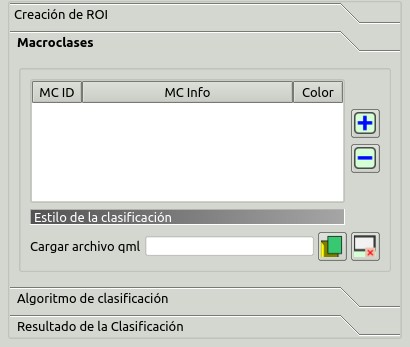 Creación de ROI
Macroclases
MC ID MC Info Color
Estilo de la clasificación
Cargar archivo qml
Algoritmo de clasificación
Resultado de la Clasificación